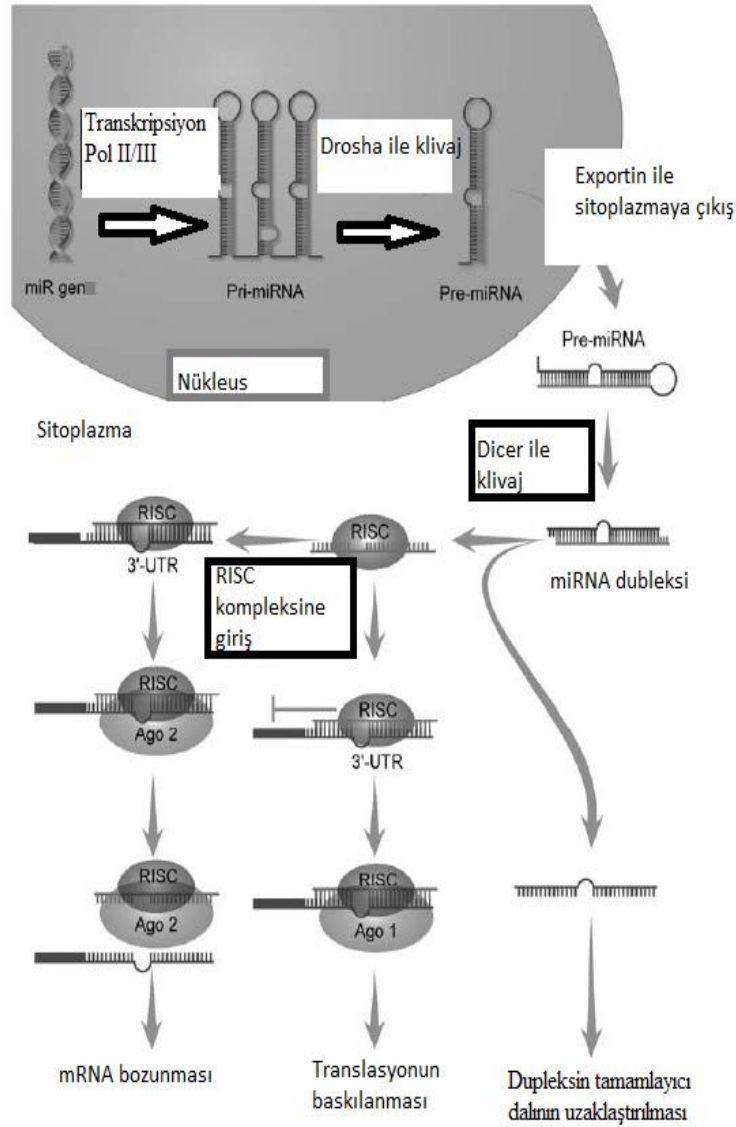 Transkripsiyon
Pol II/III
Drosha ile klivaj
Exportin ile
sitoplazmaya çıkış
miR gen
Pri-miRNA
Pre-miRNA
Nükleus
Pre-miRNA
Sitoplazma
Dicer ile
klivaj
RISC
3'-UTR
RISC
miRNA dubleksi
RISC
kompleksine
giriş
RISC
Ago 2
RISC
3'-UTR
RISC
Ago 2
RISC
Ago 1
mRNA bozunması
Translasyonun
baskılanması
Dupleksin tamamlayıcı
dalının uzaklaştırılması